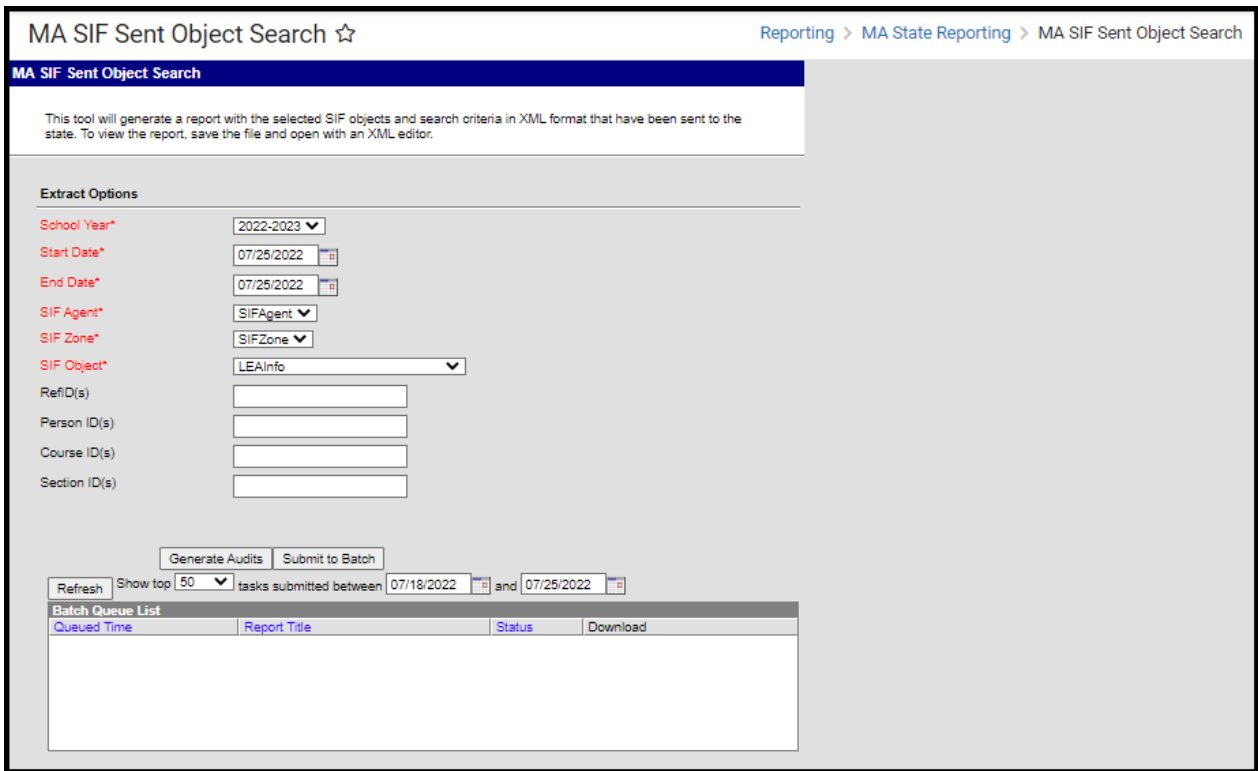 MA SIF Sent Object Search ☆ Reporting > MA State Reporting > MA SIF Sent Object Search
MA SIF Sent Object Search
This tool will generate a report with the selected SIF objects and search criteria in XML format that have been sent to the
state. To view the report, save the file and open with an XML editor.
Extract Options
School Year* 2022-2023
Start Date* 07/25/2022
End Date* 07/25/2022
SIF Agent* SIFAgent
SIF Zone* SIFZone
SIF Object* LEAInfo
RefID(s)
Person ID(s)
Course ID(s)
Section ID(s)
Generate Audits Submit to Batch
Refresh Show top 50 tasks submitted between 07/18/2022 and 07/25/2022
Batch Queue List
Queued Time Report Title Status Download